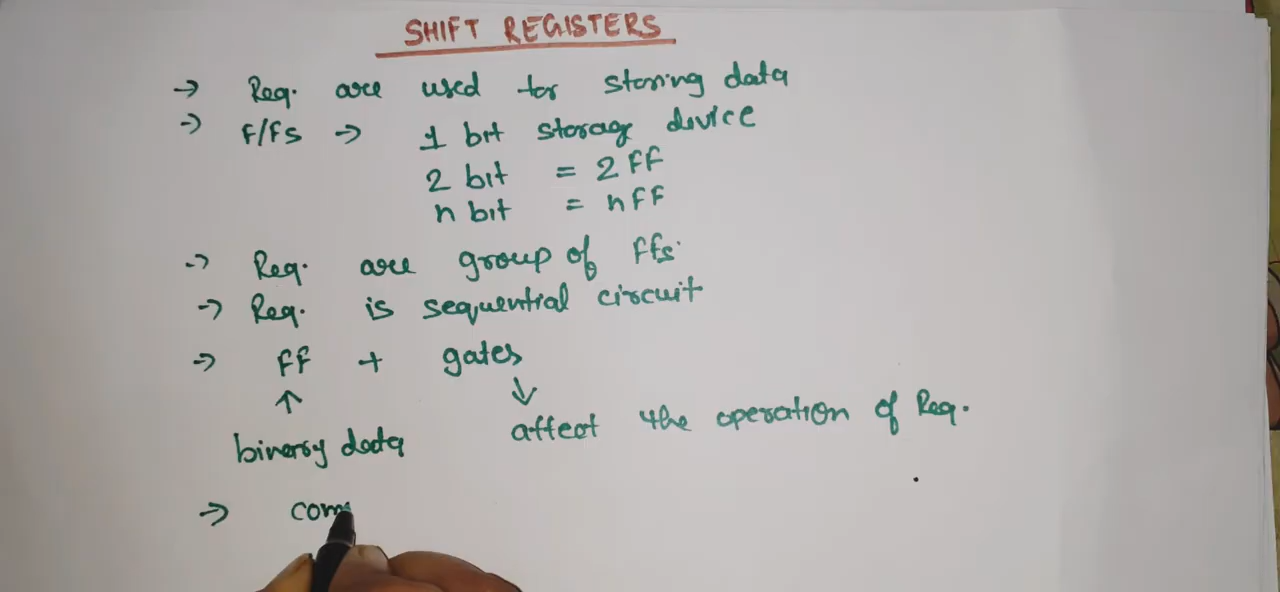 SHIFT REGISTERS
→ Reg. are used for storing data
→ F/Fs → 1 bit storage device
2 bit = 2 FF
n bit = n FF
→ Reg. are group of FFs.
→ Reg. is sequential circuit
→ FF + gates
↑ ↓
binary data affect the operation of Reg.
→ com